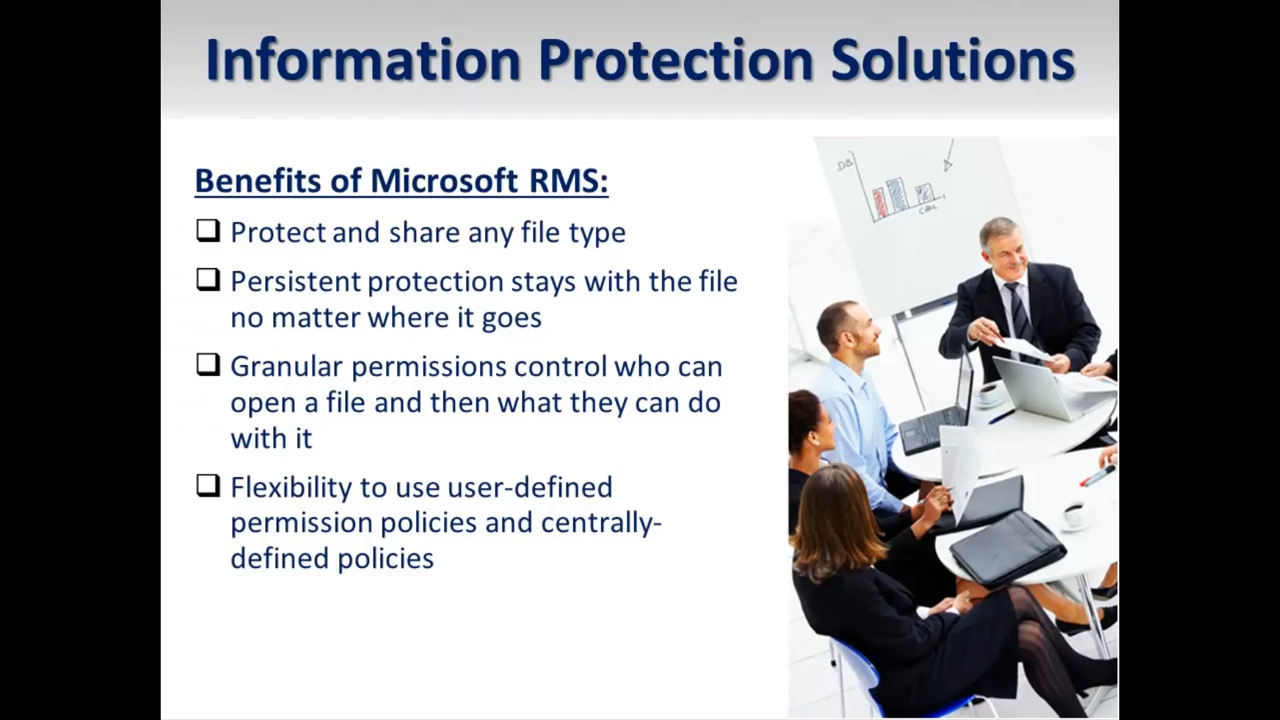 Information Protection Solutions
Benefits of Microsoft RMS:
Protect and share any file type
Persistent protection stays with the file
no matter where it goes
Granular permissions control who can
open a file and then what they can do
with it
Flexibility to use user-defined
permission policies and centrally-
defined policies